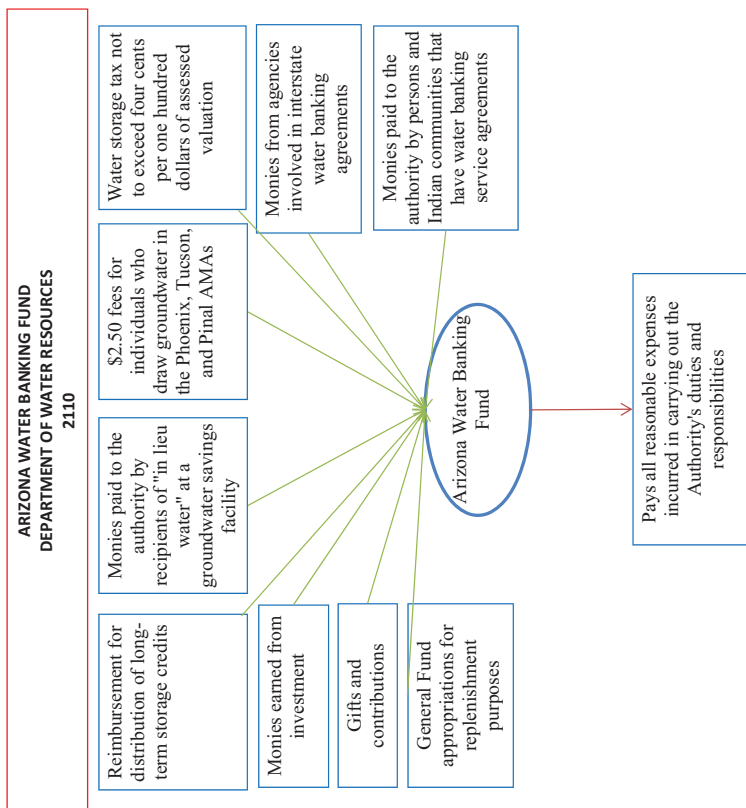 ARIZONA WATER BANKING FUND
DEPARTMENT OF WATER RESOURCES
2110
Reimbursement for
distribution of long-
term storage credits
Monies paid to the
authority by
recipients of "in lieu
water" at a
groundwater savings
facility
$2.50 fees for
individuals who
draw groundwater in
the Phoenix, Tucson,
and Pinal AMAs
Water storage tax not
to exceed four cents
per one hundred
dollars of assessed
valuation
Monies earned from
investment
Monies from agencies
involved in interstate
water banking
agreements
Gifts and
contributions
General Fund
appropriations for
replenishment
purposes
Monies paid to the
authority by persons and
Indian communities that
have water banking
service agreements
Arizona Water Banking
Fund
Pays all reasonable expenses
incurred in carrying out the
Authority's duties and
responsibilities